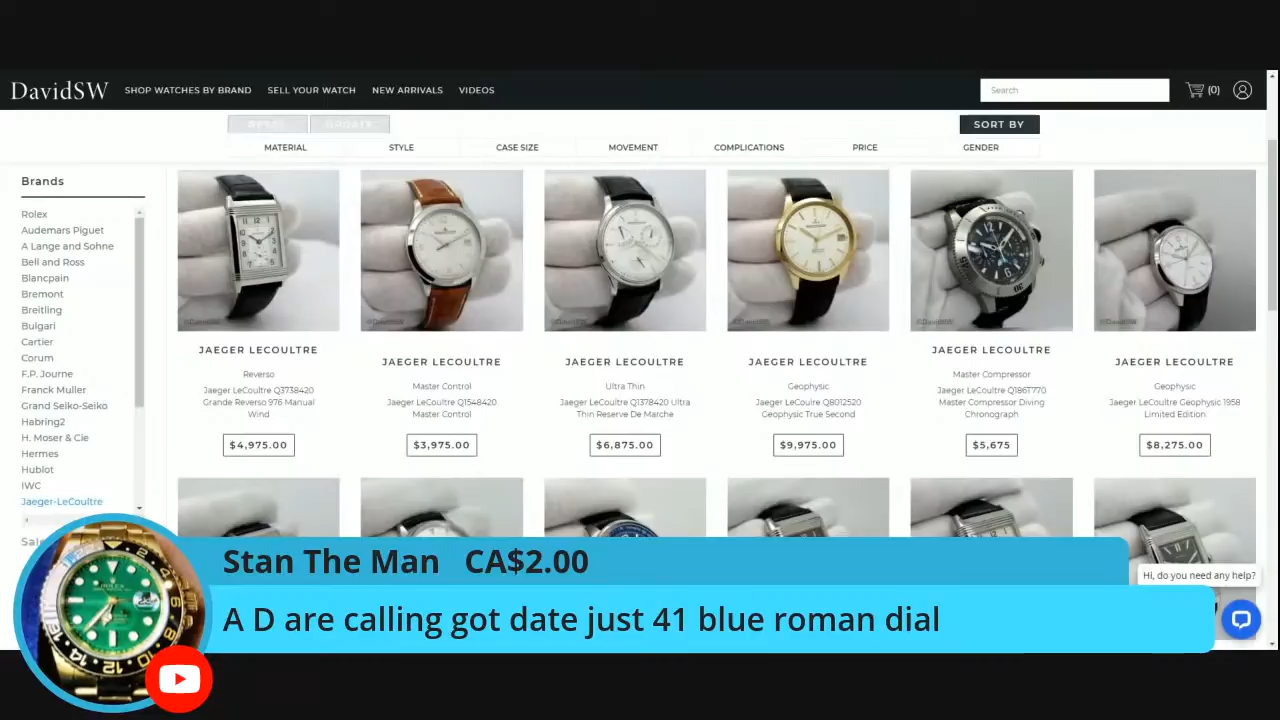 DavidSW
SHOP WATCHES BY BRAND
SELL YOUR WATCH
NEW ARRIVALS
VIDEOS
Search
(0)
SORT BY
MATERIAL
STYLE
CASE SIZE
MOVEMENT
COMPLICATIONS
PRICE
GENDER
Brands
Rolex
Audemars Piguet
A Lange and Sohne
Bell and Ross
Blancpain
Bremont
Breitling
Bulgari
Cartier
Corum
F.P. Journe
Franck Muller
Grand Seiko-Seiko
Habring2
H. Moser & Cie
Hermes
Hublot
IWC
Jaeger-LeCoultre
JAEGER LECOULTRE
Reverso
Jaeger LeCoultre Q3738420
Grande Reverso 976 Manual
Wind
$4,975.00
JAEGER LECOULTRE
Master Control
Jaeger LeCoultre Q1548420
Master Control
$3,975.00
JAEGER LECOULTRE
Ultra Thin
Jaeger LeCoultre Q1378420 Ultra
Thin Reserve De Marche
$6,875.00
JAEGER LECOULTRE
Geophysic
Jaeger LeCoulre Q8012520
Geophysic True Second
$9,975.00
JAEGER LECOULTRE
Master Compressor
Jaeger LeCoultre Q186T770
Master Compressor Diving
Chronograph
$5,675
JAEGER LECOULTRE
Geophysic
Jaeger LeCoultre Geophysic 1958
Limited Edition
$8,275.00
Stan The Man CA$2.00
A D are calling got date just 41 blue roman dial
Hi, do you need any help?